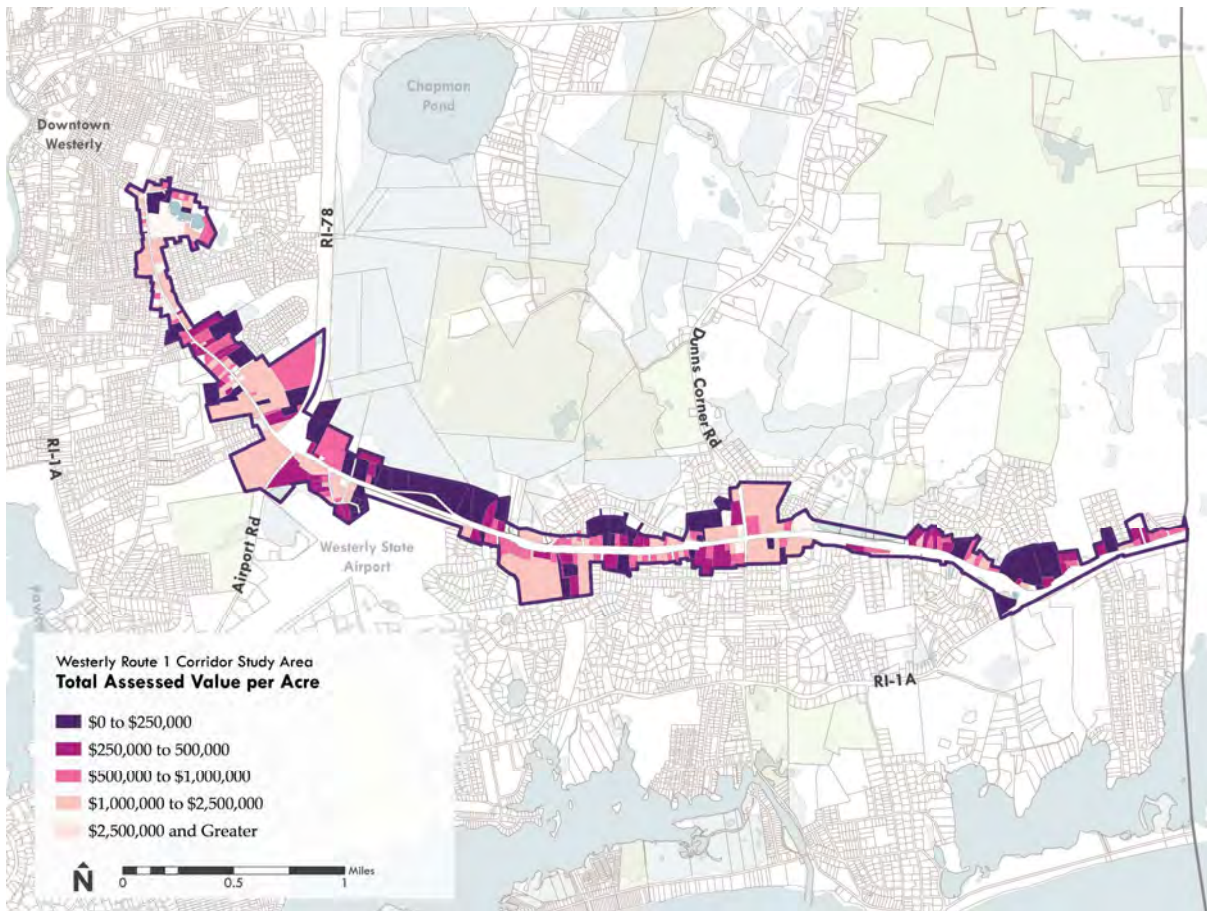 Chapman
Pond
Downtown
Westerly
RI-78
Dunns Corner Rd
RI-1A
Airport Rd
Westerly State
Airport
RI-1A
Westerly Route 1 Corridor Study Area
Total Assessed Value per Acre
$0 to $250,000
$250,000 to 500,000
$500,000 to $1,000,000
$1,000,000 to $2,500,000
$2,500,000 and Greater
N
Miles
0 0.5 1